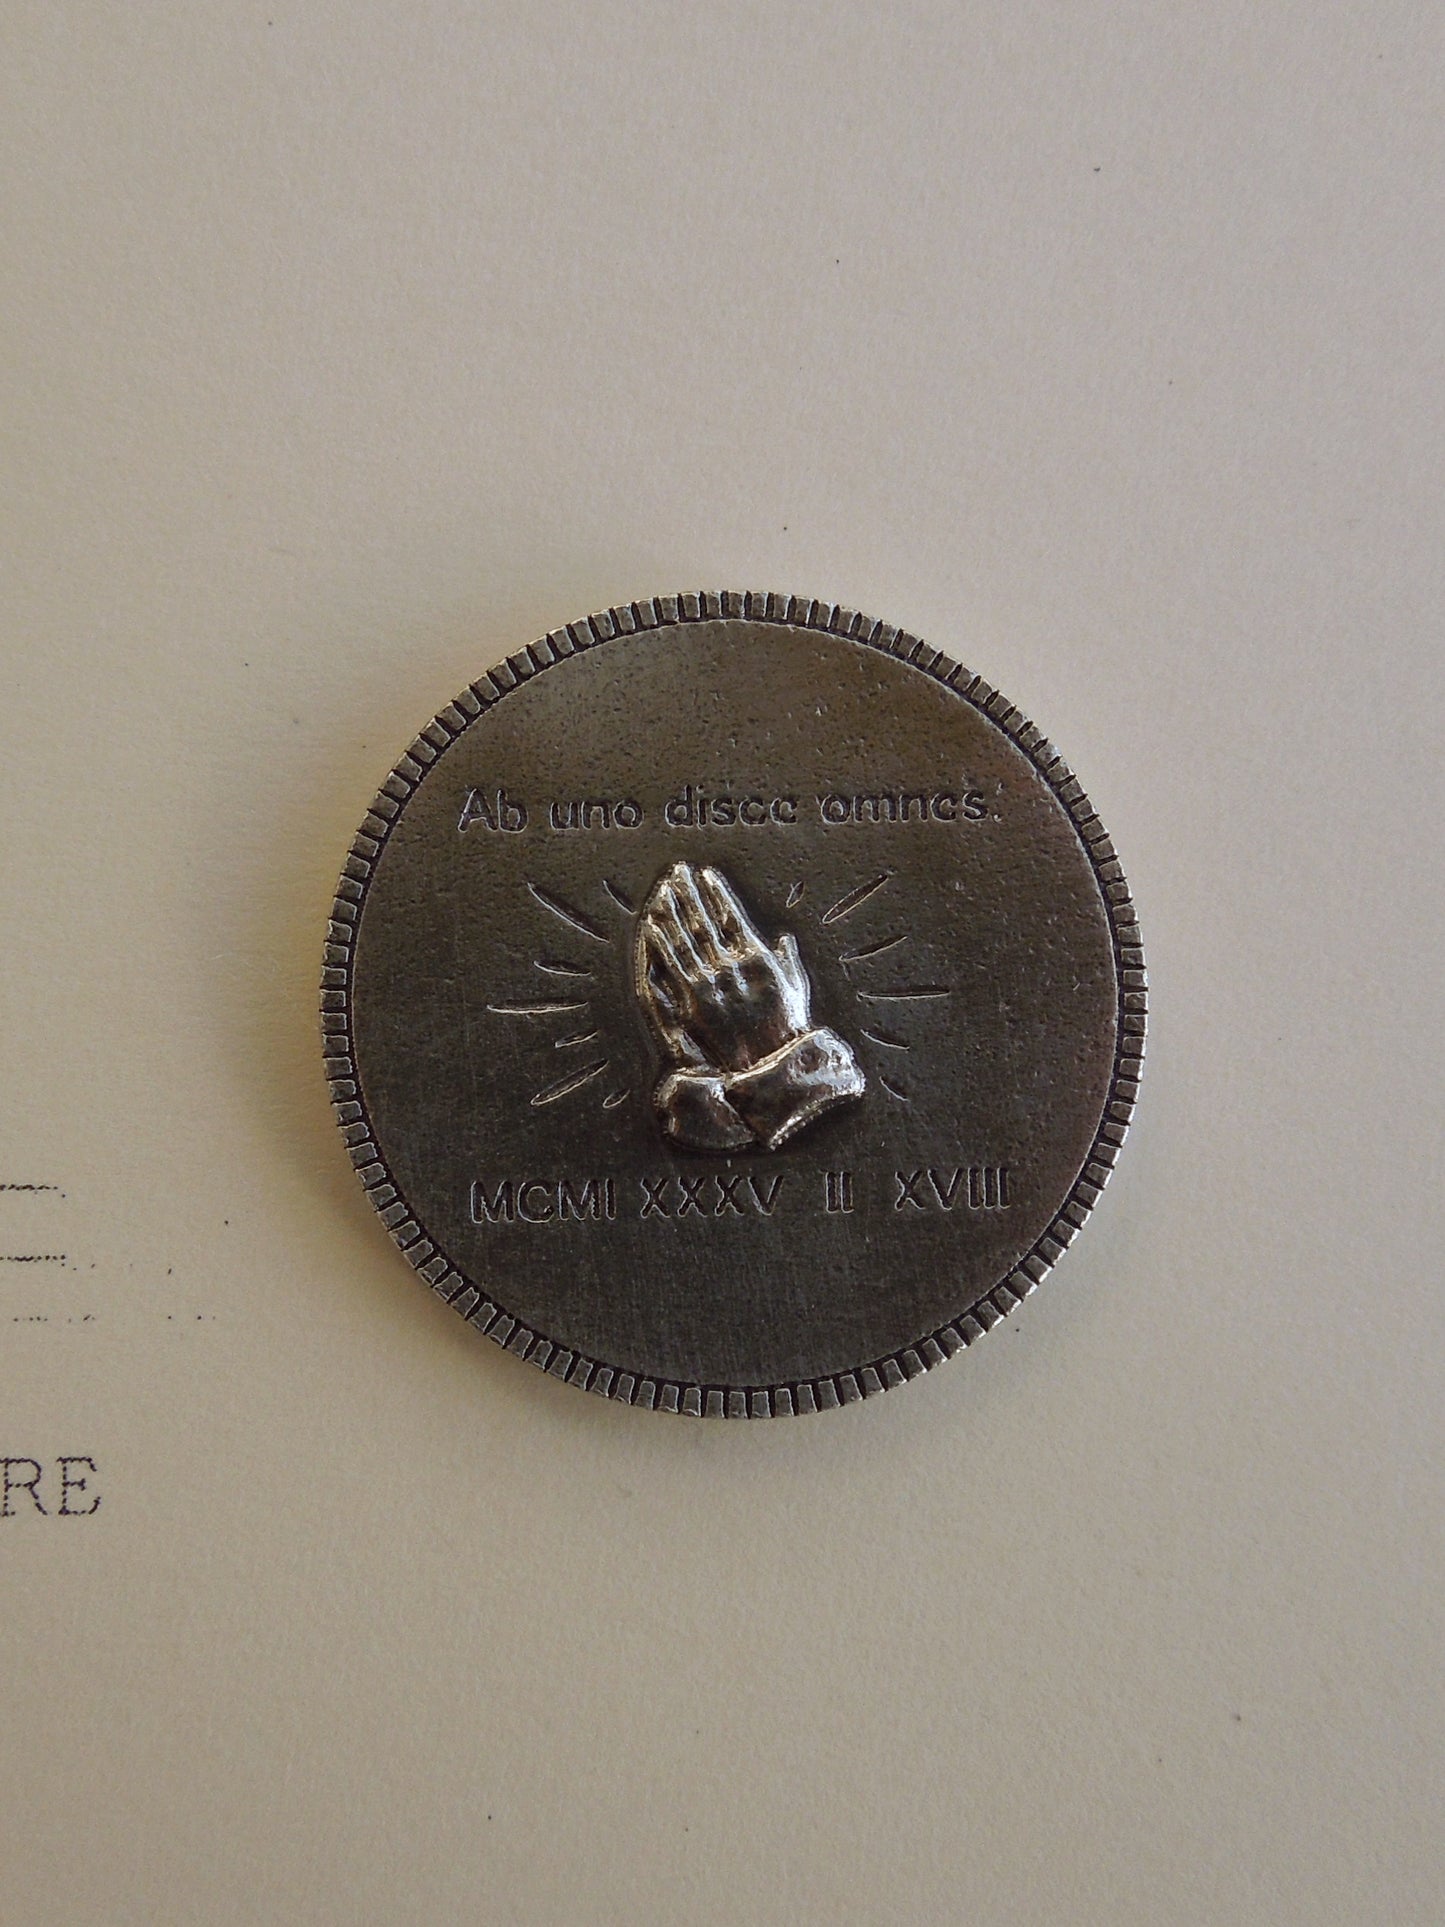 Ab uno disce omnes.
MCMI XXXV II XVIII
RE